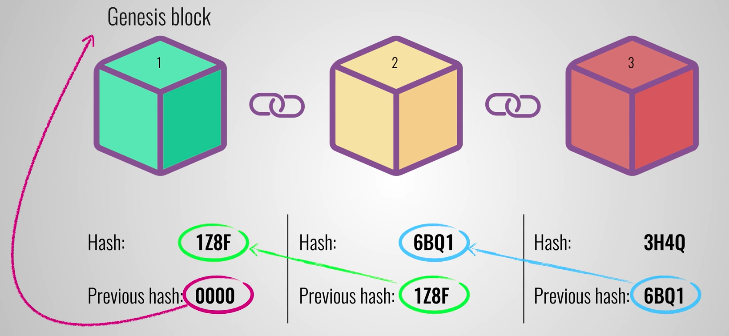 Genesis block
1
2
3
Hash: 1Z8F
Previous hash: 0000
Hash: 6BQ1
Previous hash: 1Z8F
Hash: 3H4Q
Previous hash: 6BQ1